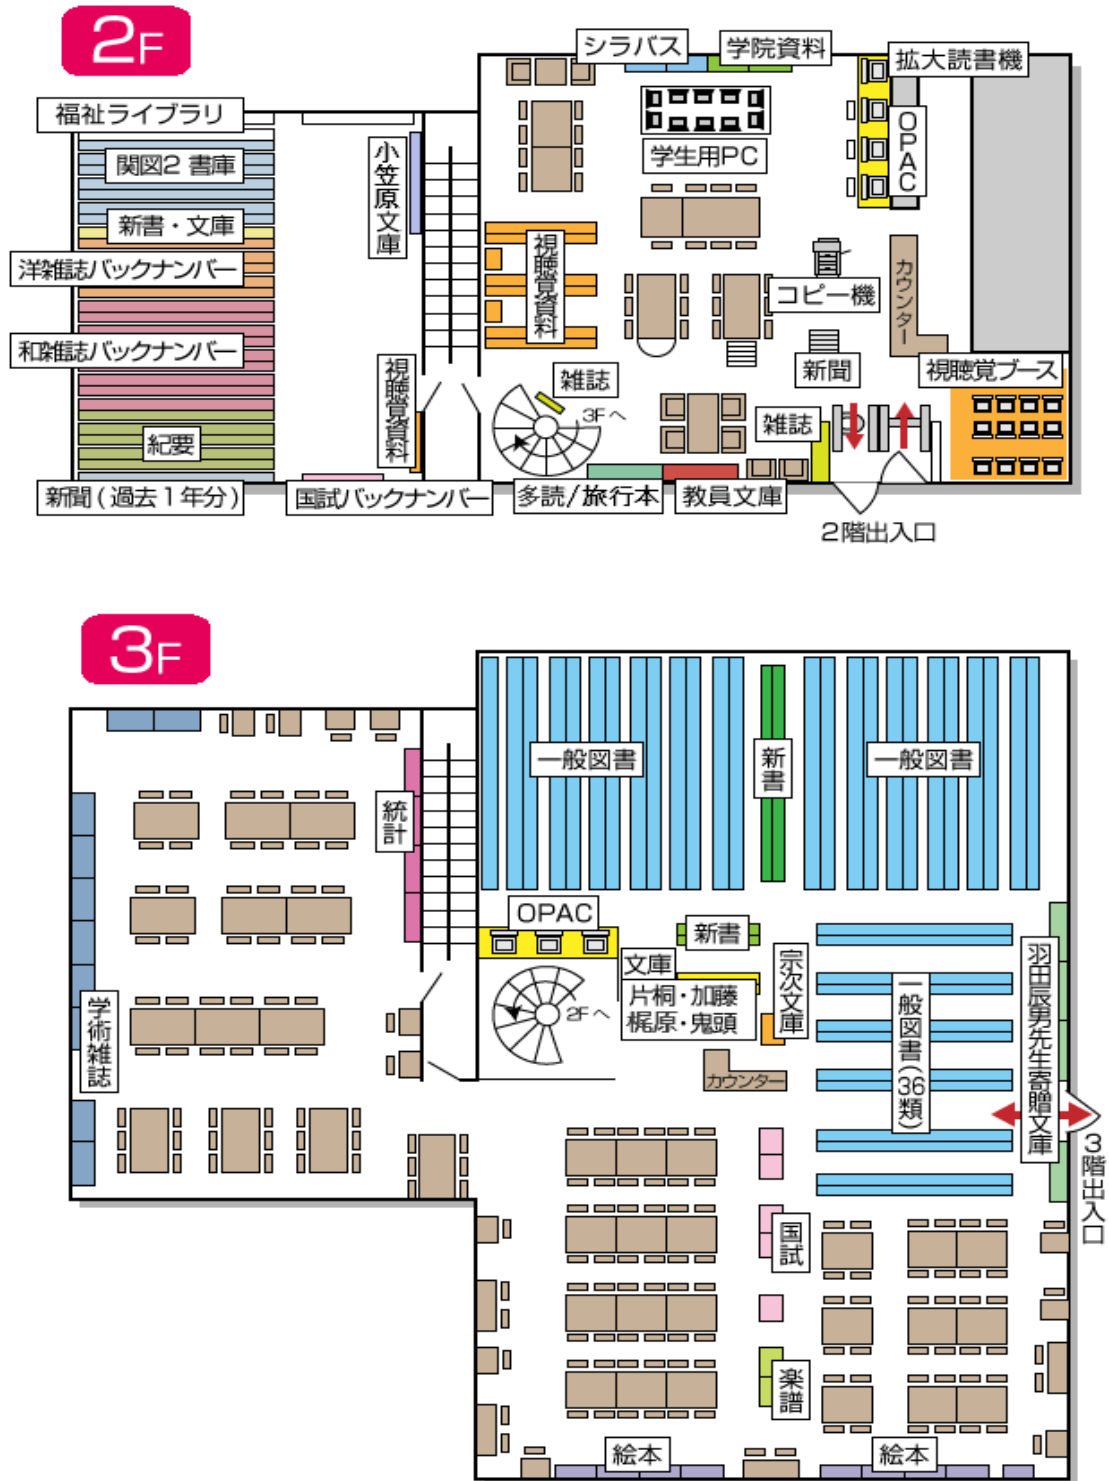 2F
シラバス
学院資料
拡大読書機
福祉ライブラリ
OPAC
学生用PC
小笠原文庫
関図2 書庫
新書・文庫
視聴覚資料
洋雑誌バックナンバー
カウンター
コピー機
和雑誌バックナンバー
新聞
視聴覚ブース
視聴覚資料
雑誌
3Fへ
雑誌
紀要
新聞(過去1年分)
国試バックナンバー
多読/旅行本
教員文庫
2階出入口
3F
一般図書
新書
一般図書
統計
OPAC
新書
文庫
片桐・加藤
梶原・鬼頭
宗次文庫
一般図書(36類)
羽田辰男先生寄贈文庫
2Fへ
学術雑誌
カウンター
3階出入口
国試
楽譜
絵本
絵本